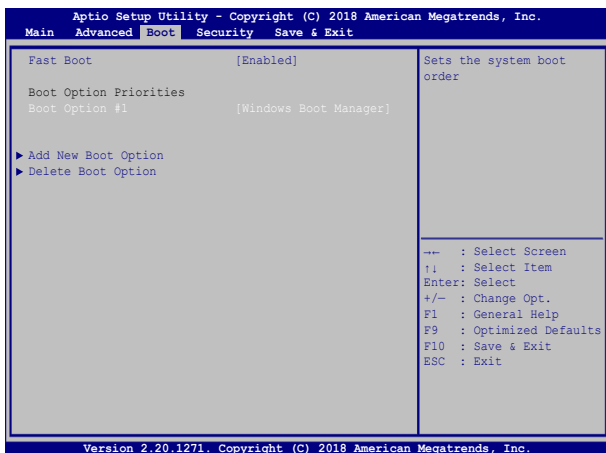 Aptio Setup Utility - Copyright (C) 2018 American Megatrends, Inc.
Main Advanced Boot Security Save & Exit
Fast Boot [Enabled]
Boot Option Priorities
Boot Option #1 [Windows Boot Manager]
▶ Add New Boot Option
▶ Delete Boot Option
Sets the system boot
order
→← : Select Screen
↑↓ : Select Item
Enter: Select
+/— : Change Opt.
F1 : General Help
F9 : Optimized Defaults
F10 : Save & Exit
ESC : Exit
Version 2.20.1271. Copyright (C) 2018 American Megatrends, Inc.